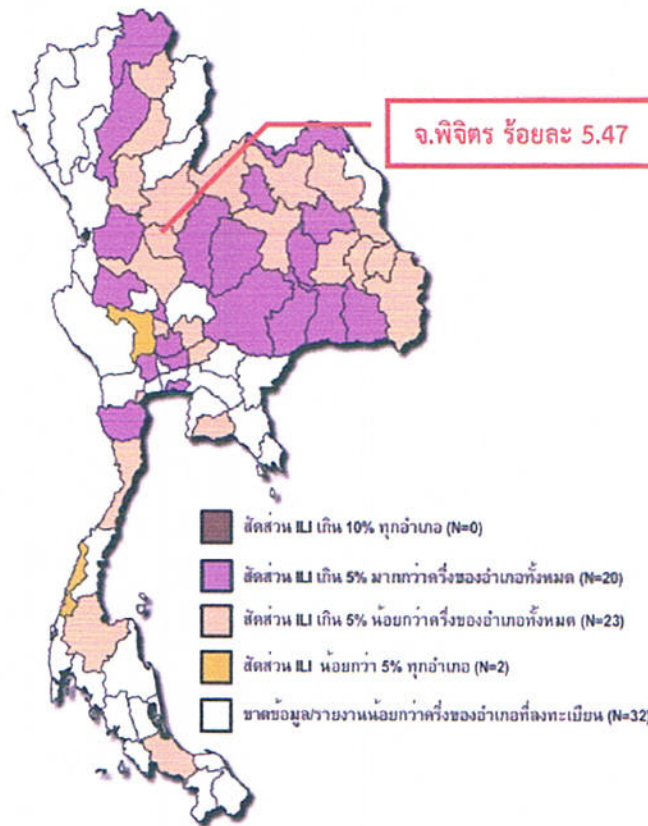 จ.พิจิตร ร้อยละ 5.47
สัดส่วน ILI เกิน 10% ทุกอำเภอ (N=0)
สัดส่วน ILI เกิน 5% มากกว่าครึ่งของอำเภอทั้งหมด (N=20)
สัดส่วน ILI เกิน 5% น้อยกว่าครึ่งของอำเภอทั้งหมด (N=23)
สัดส่วน ILI น้อยกว่า 5% ทุกอำเภอ (N=2)
ขาดข้อมูล/รายงานน้อยกว่าครึ่งของอำเภอที่ลงทะเบียน (N=32)